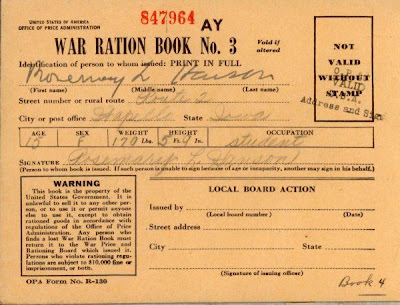 UNITED STATES OF AMERICA
OFFICE OF PRICE ADMINISTRATION
847964 AY
WAR RATION BOOK No. 3
Void if
altered
NOT
VALID
WITHOUT
STAMP
VALID
Address and
Identification of person to whom issued: PRINT IN FULL
Rosemary L. Hinson
(First name) (Middle name) (Last name)
Street number or rural route Route 2
City or post office State Iowa
AGE SEX WEIGHT HEIGHT OCCUPATION
15 F Lbs. Ft. In. student
SIGNATURE Rosemary L. Hinson
(Person to whom book is issued. If such person is unable to sign because of age or incapacity, another may sign in his behalf.)
WARNING
This book is the property of the
United States Government. It is
unlawful to sell it to any other per-
son, or to use it or permit anyone
else to use it, except to obtain
rationed goods in accordance with
regulations of the Office of Price
Administration. Any person who
finds a lost War Ration Book must
return it to the War Price and
Rationing Board which issued it.
Persons who violate rationing reg-
ulations are subject to $10,000 fine or
imprisonment, or both.
LOCAL BOARD ACTION
Issued by
(Local board number) (Date)
Street address
City State
(Signature of issuing officer)
OPA Form No. R-130
Book 4